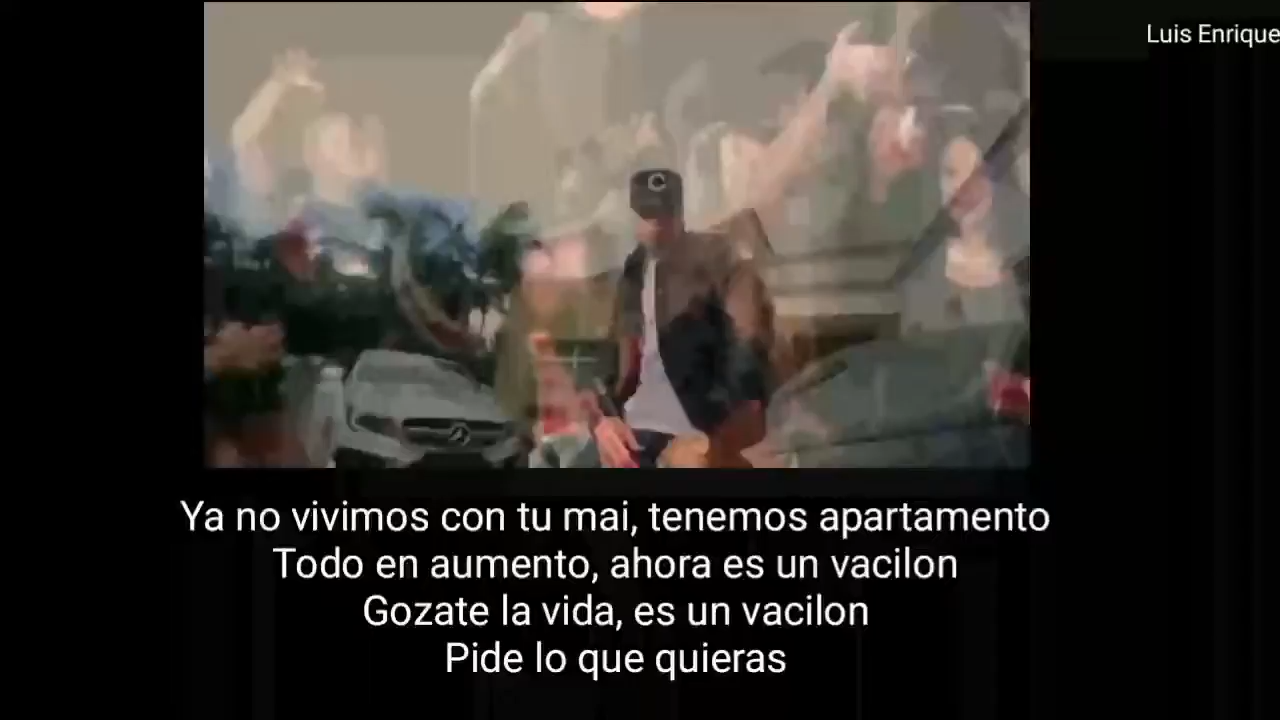 Luis Enrique
C
Ya no vivimos con tu mai, tenemos apartamento
Todo en aumento, ahora es un vacilon
Gozate la vida, es un vacilon
Pide lo que quieras